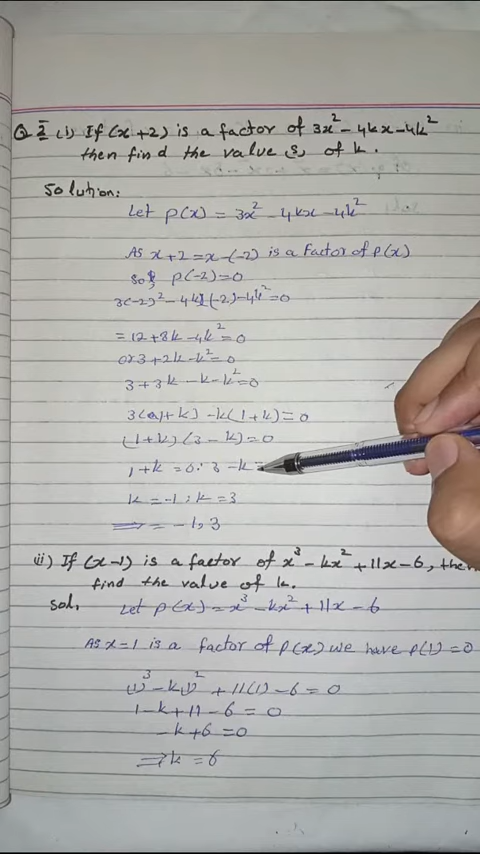 Q 2 (i) If (x+2) is a factor of 3x² - 4kx - 4k²
then find the value(s) of k.
Solution:
Let p(x) = 3x² - 4kx - 4k²
As x+2 = x-(-2) is a Factor of p(x)
So, p(-2)=0
3(-2)² - 4k(-2) - 4k² = 0
= 12 + 8k - 4k² = 0
or 3 + 2k - k² = 0
3 + 3k - k - k² = 0
3(1+k) - k(1+k) = 0
(1+k) (3-k) = 0
1+k = 0; 3-k =
k = -1; k = 3
⟹ = -1, 3
ii) If (x-1) is a factor of x³ - kx² + 11x - 6, then
find the value of k.
Sol,
Let p(x) = x³ - kx² + 11x - 6
As x=1 is a factor of p(x) we have p(1) = 0
(1)³ - k(1)² + 11(1) - 6 = 0
1 - k + 11 - 6 = 0
-k + 6 = 0
⟹ k = 6